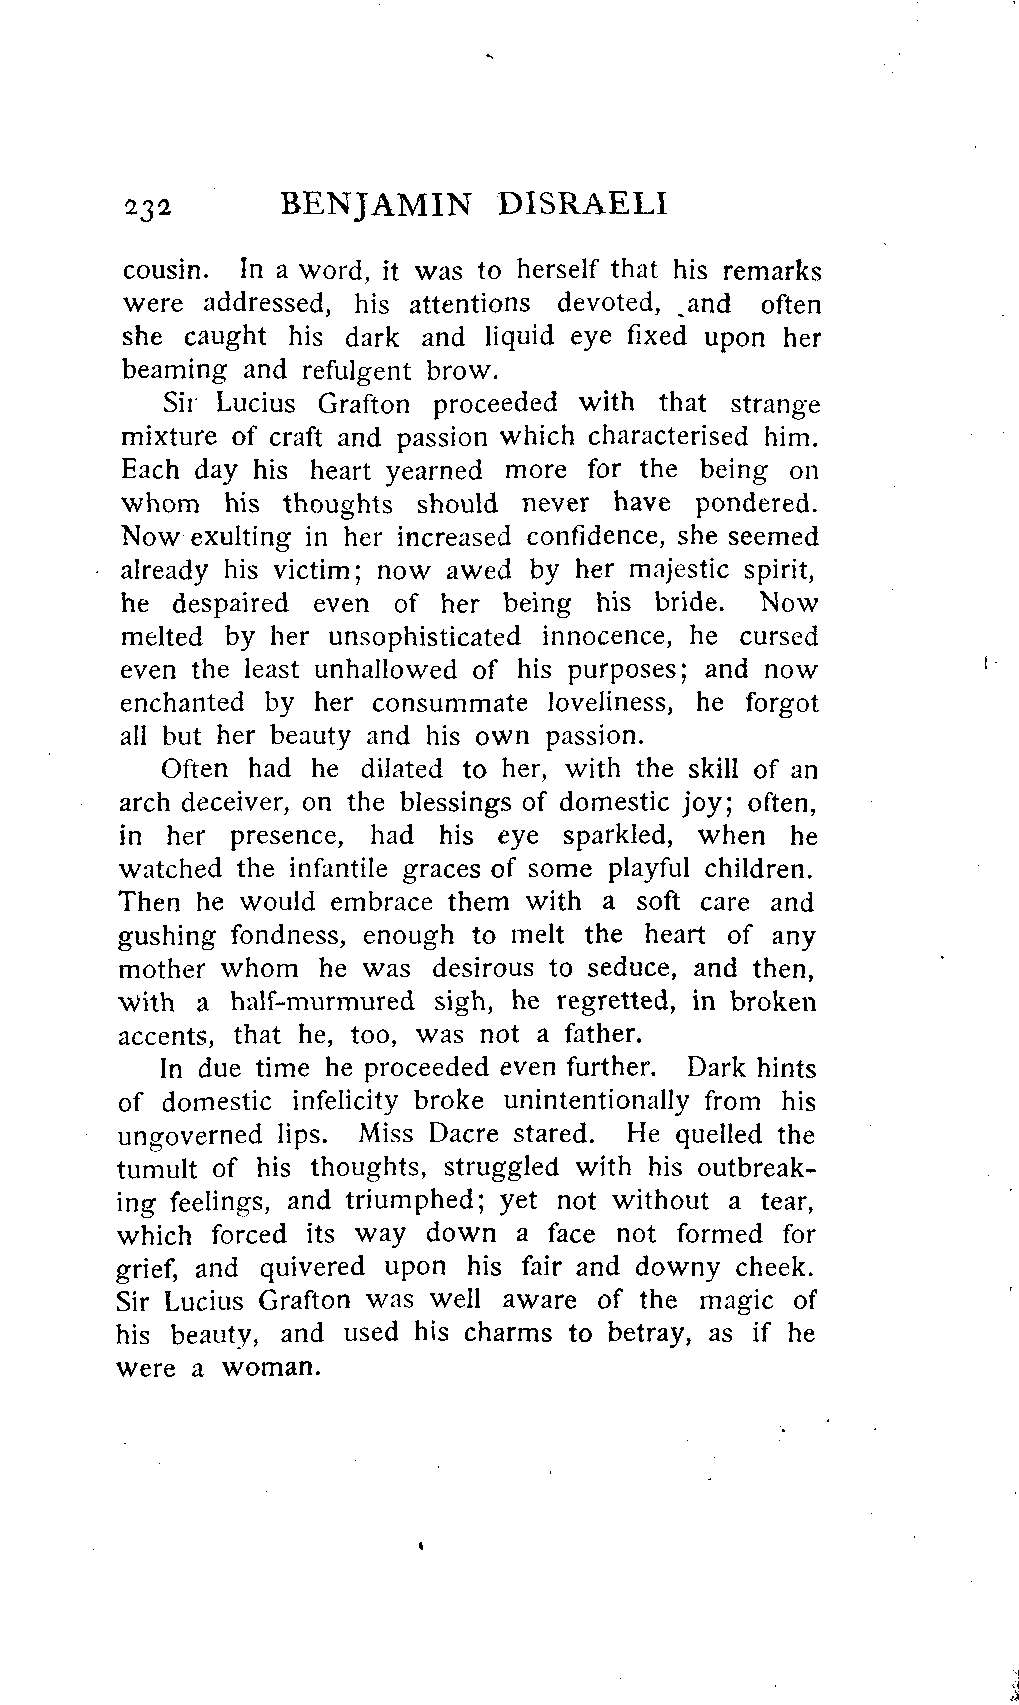 232 BENJAMIN DISRAELI
cousin. In a word, it was to herself that his remarks
were addressed, his attentions devoted, and often
she caught his dark and liquid eye fixed upon her
beaming and refulgent brow.
Sir Lucius Grafton proceeded with that strange
mixture of craft and passion which characterised him.
Each day his heart yearned more for the being on
whom his thoughts should never have pondered.
Now exulting in her increased confidence, she seemed
already his victim; now awed by her majestic spirit,
he despaired even of her being his bride. Now
melted by her unsophisticated innocence, he cursed
even the least unhallowed of his purposes; and now
enchanted by her consummate loveliness, he forgot
all but her beauty and his own passion.
Often had he dilated to her, with the skill of an
arch deceiver, on the blessings of domestic joy; often,
in her presence, had his eye sparkled, when he
watched the infantile graces of some playful children.
Then he would embrace them with a soft care and
gushing fondness, enough to melt the heart of any
mother whom he was desirous to seduce, and then,
with a half-murmured sigh, he regretted, in broken
accents, that he, too, was not a father.
In due time he proceeded even further. Dark hints
of domestic infelicity broke unintentionally from his
ungoverned lips. Miss Dacre stared. He quelled the
tumult of his thoughts, struggled with his outbreak-
ing feelings, and triumphed; yet not without a tear,
which forced its way down a face not formed for
grief, and quivered upon his fair and downy cheek.
Sir Lucius Grafton was well aware of the magic of
his beauty, and used his charms to betray, as if he
were a woman.